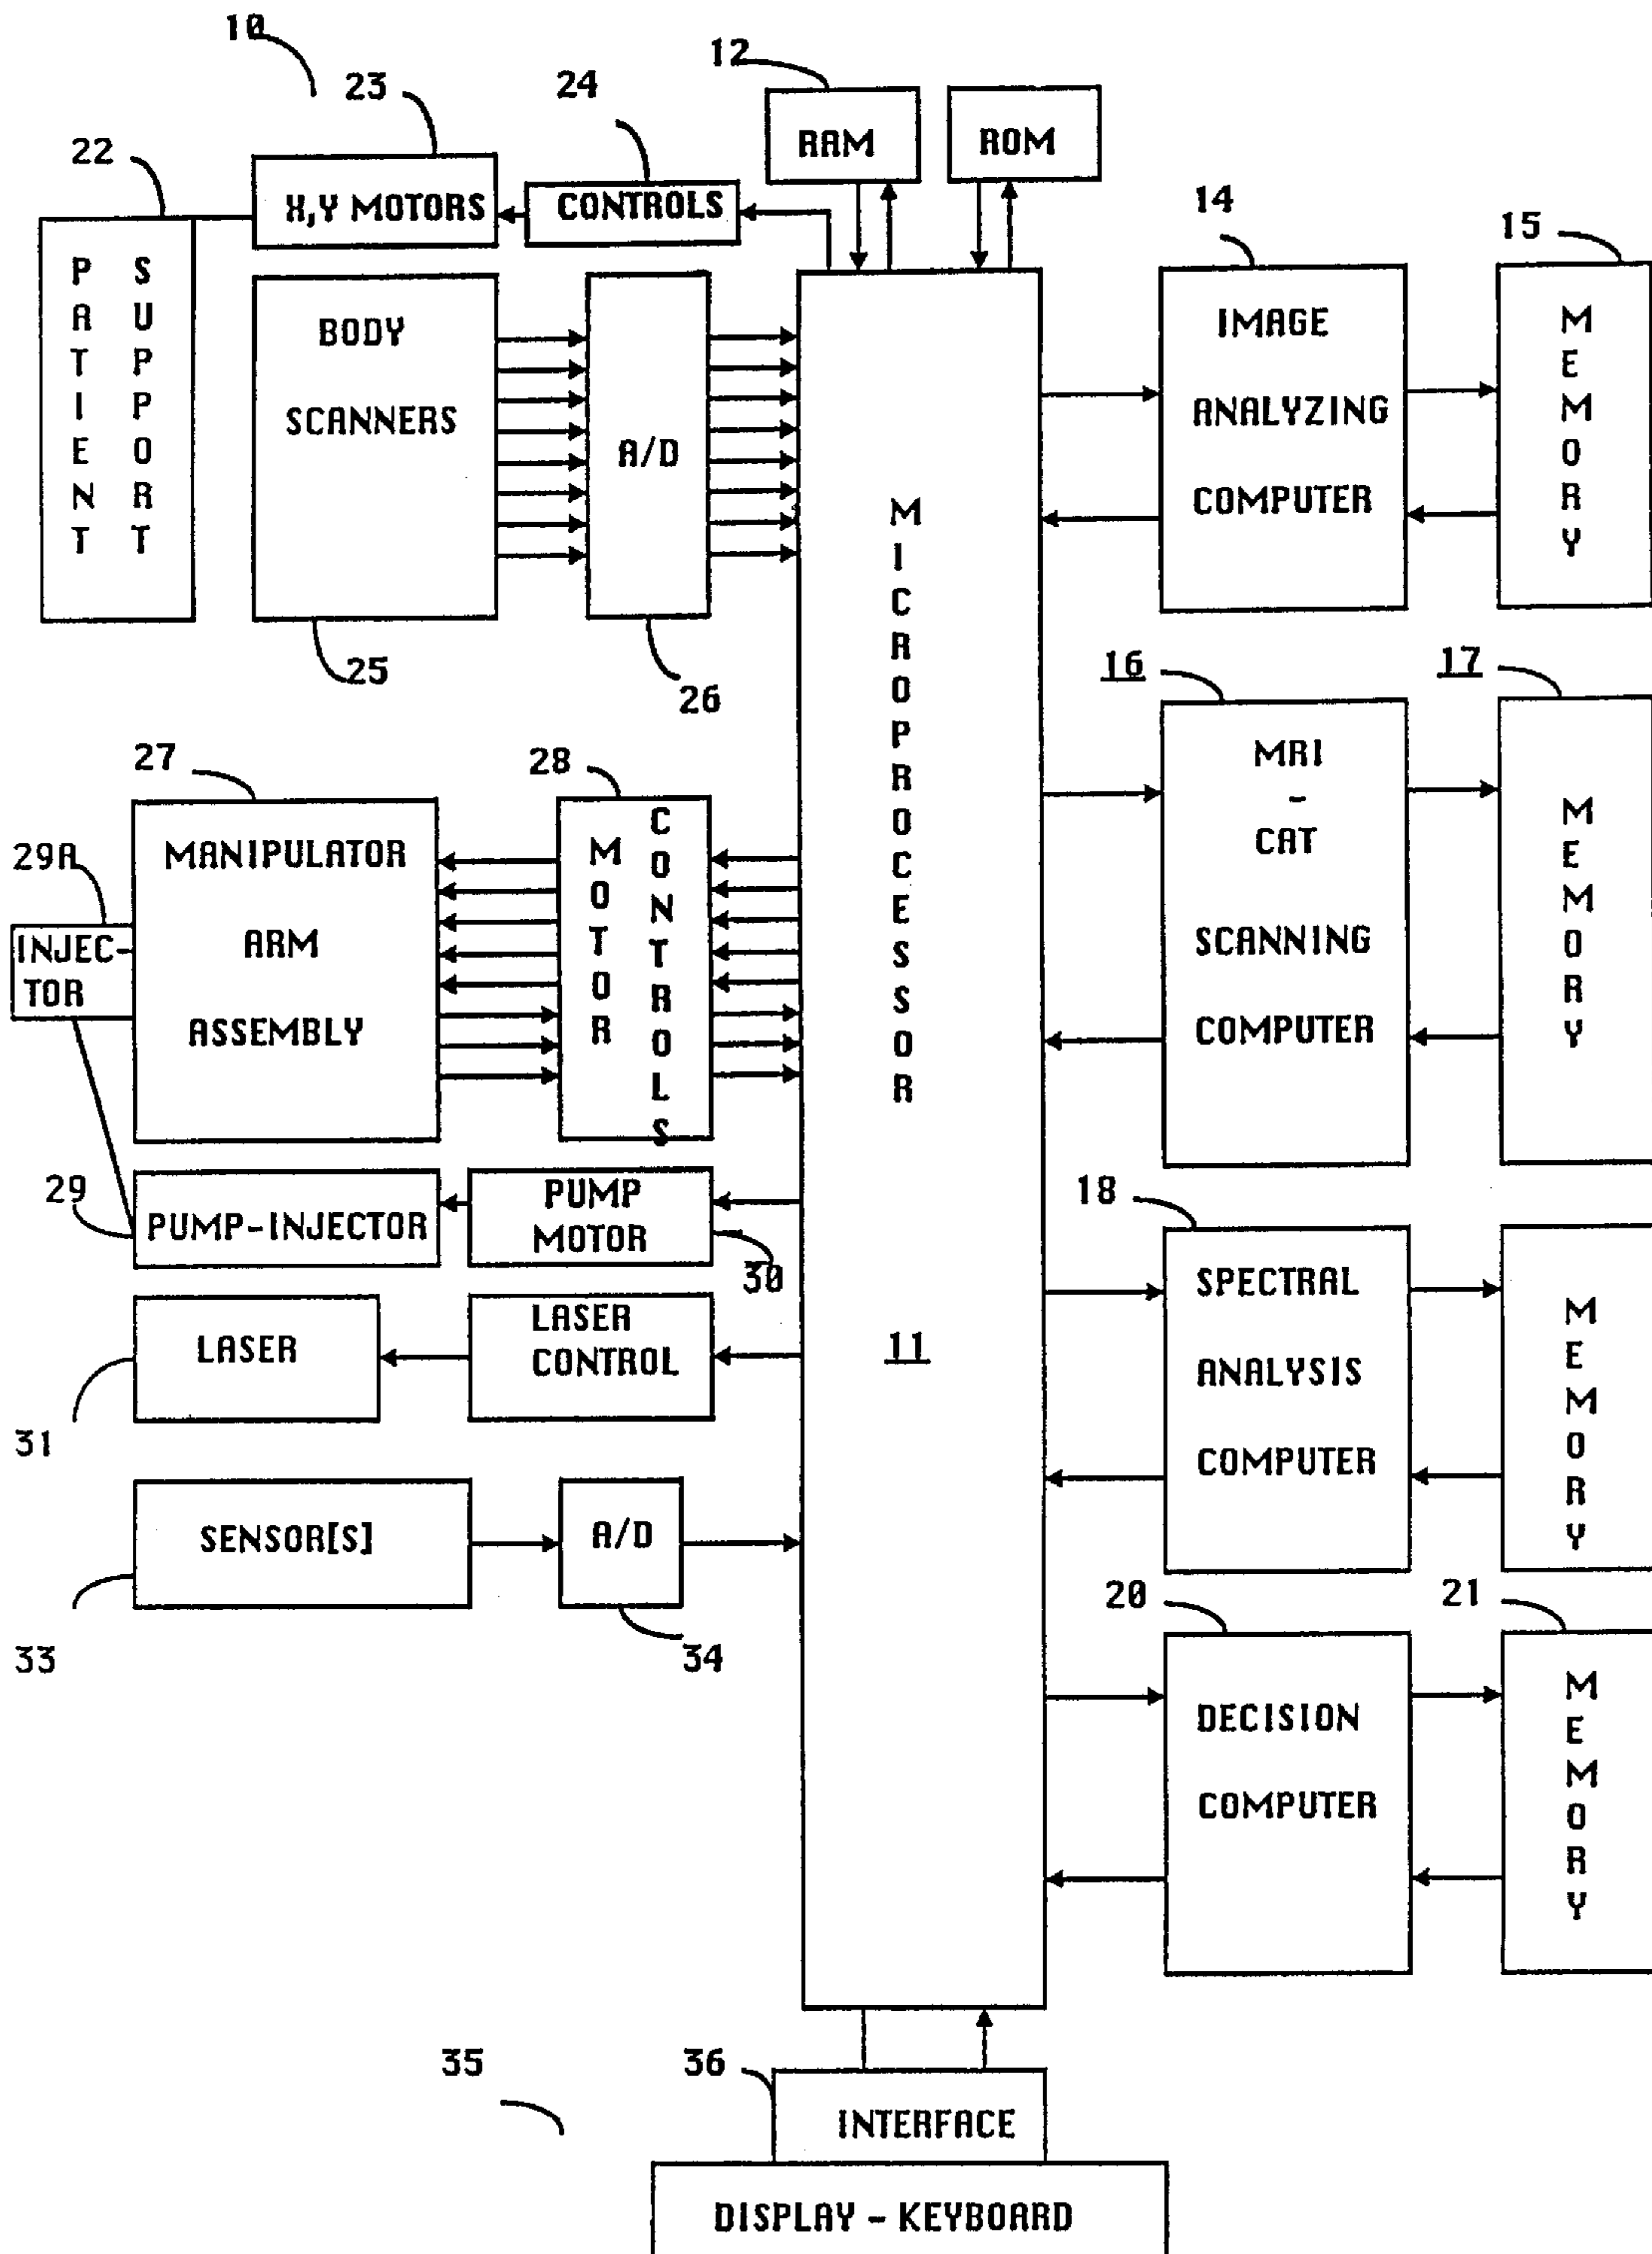 10
12
23
24
RAM
ROM
22
X,Y MOTORS
CONTROLS
14
15
PATIENT
SUPPORT
BODY
SCANNERS
A/D
25
26
MICROPROCESSOR
11
IMAGE
ANALYZING
COMPUTER
MEMORY
16
17
MRI
-
CAT
SCANNING
COMPUTER
MEMORY
27
28
29A
INJEC-
TOR
MANIPULATOR
ARM
ASSEMBLY
MOTOR
CONTROLS
29
PUMP-INJECTOR
PUMP
MOTOR
30
18
SPECTRAL
ANALYSIS
COMPUTER
MEMORY
LASER
LASER
CONTROL
31
SENSOR[S]
A/D
33
34
20
21
DECISION
COMPUTER
MEMORY
35
36
INTERFACE
DISPLAY - KEYBOARD